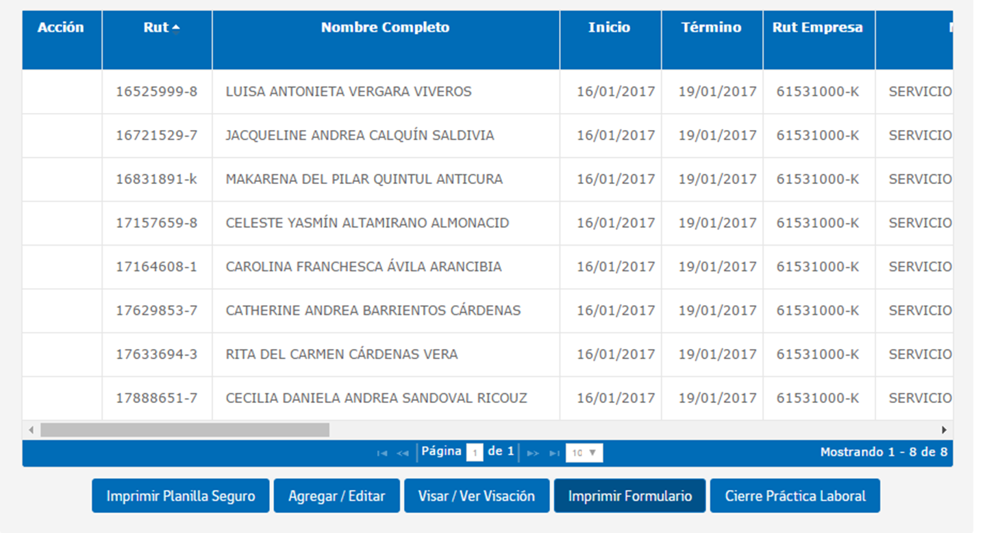 Acción Rut Nombre Completo Inicio Término Rut Empresa
16525999-8 LUISA ANTONIETA VERGARA VIVEROS 16/01/2017 19/01/2017 61531000-K SERVICIO
16721529-7 JACQUELINE ANDREA CALQUÍN SALDIVIA 16/01/2017 19/01/2017 61531000-K SERVICIO
16831891-k MAKARENA DEL PILAR QUINTUL ANTICURA 16/01/2017 19/01/2017 61531000-K SERVICIO
17157659-8 CELESTE YASMÍN ALTAMIRANO ALMONACID 16/01/2017 19/01/2017 61531000-K SERVICIO
17164608-1 CAROLINA FRANCHESCA ÁVILA ARANCIBIA 16/01/2017 19/01/2017 61531000-K SERVICIO
17629853-7 CATHERINE ANDREA BARRIENTOS CÁRDENAS 16/01/2017 19/01/2017 61531000-K SERVICIO
17633694-3 RITA DEL CARMEN CÁRDENAS VERA 16/01/2017 19/01/2017 61531000-K SERVICIO
17888651-7 CECILIA DANIELA ANDREA SANDOVAL RICOUZ 16/01/2017 19/01/2017 61531000-K SERVICIO
Página 1 de 1 10 Mostrando 1 - 8 de 8
Imprimir Planilla Seguro Agregar / Editar Visar / Ver Visación Imprimir Formulario Cierre Práctica Laboral